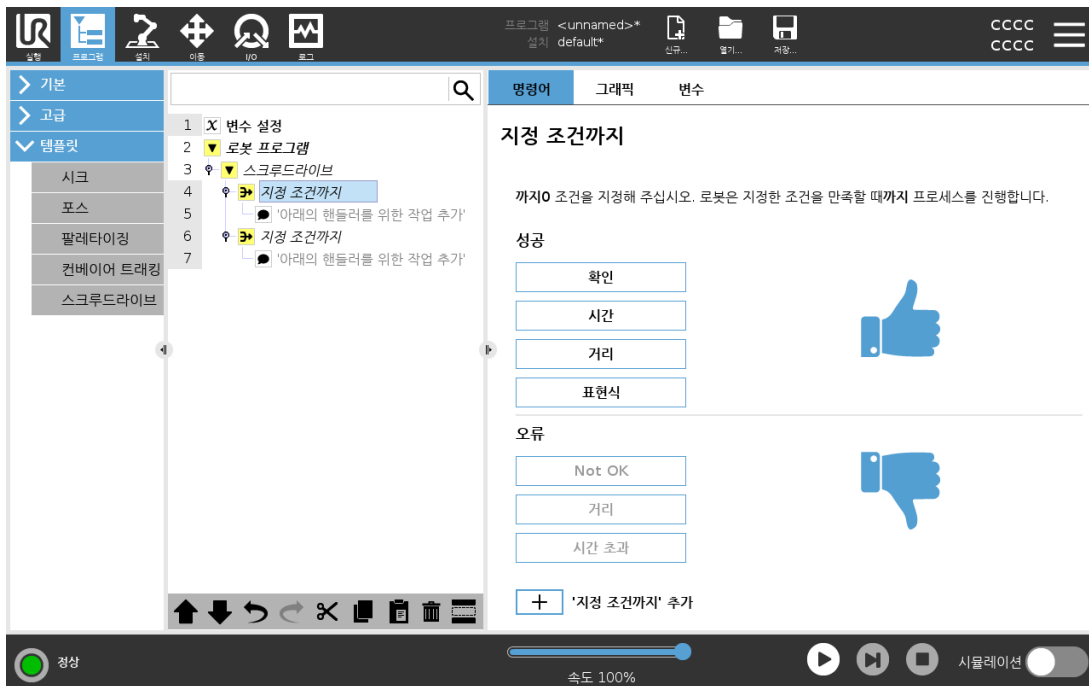 UR
실행
프로그램
설치
이동
I/O
로그
프로그램 <unnamed>*
설치 default*
신규...
열기...
저장...
CCCC
CCCC
기본
고급
템플릿
시크
포스
팔레타이징
컨베이어 트래킹
스크루드라이브
1 X 변수 설정
2 로봇 프로그램
3 스크루드라이브
4 지정 조건까지
5 '아래의 핸들러를 위한 작업 추가'
6 지정 조건까지
7 '아래의 핸들러를 위한 작업 추가'
명령어 그래픽 변수
지정 조건까지
까지0 조건을 지정해 주십시오. 로봇은 지정한 조건을 만족할 때까지 프로세스를 진행합니다.
성공
확인
시간
거리
표현식
오류
Not OK
거리
시간 초과
'지정 조건까지' 추가
정상
속도 100%
시뮬레이션